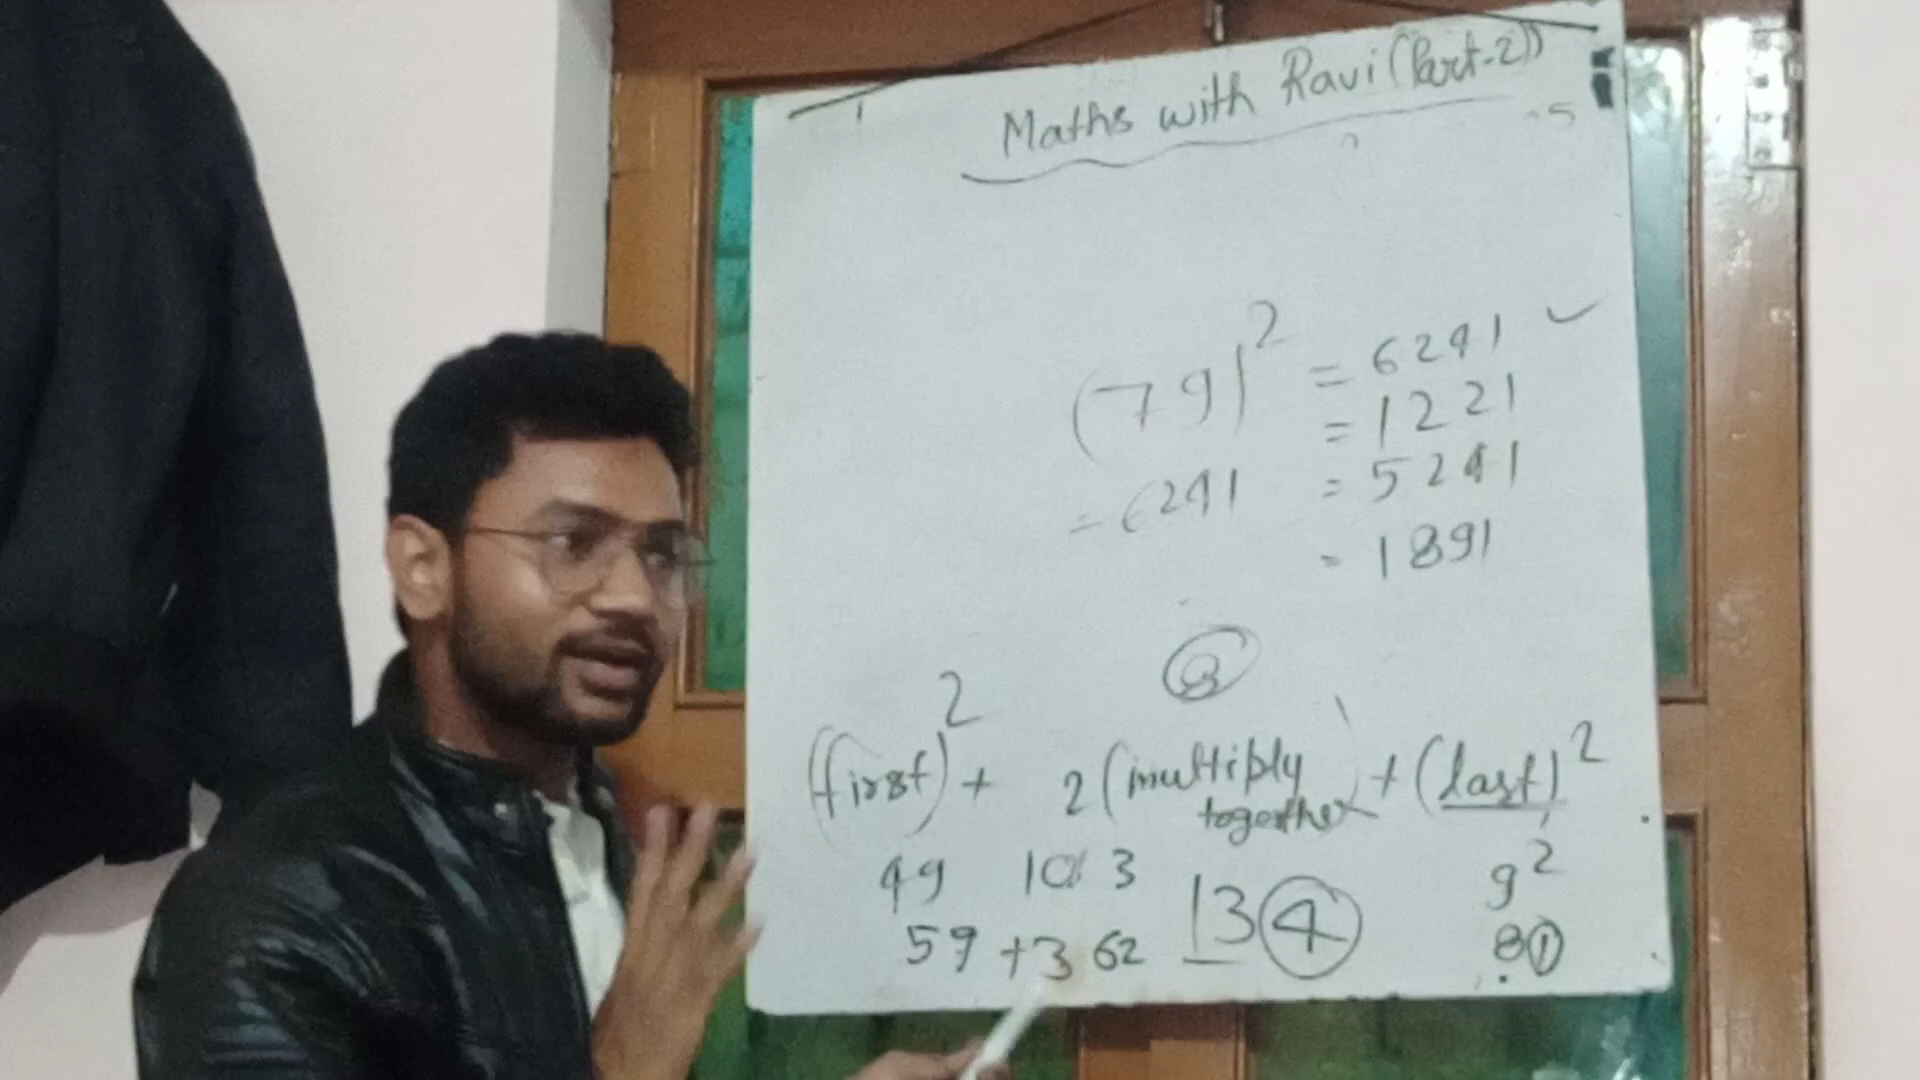 Maths with Ravi (Part-2)
(79)² = 6241 ✓
= 1221
= 6241 = 5241
= 1891
(first)² + 2 (multiply together) + (last)²
49 10 3 134 9²
59 + 3 62 81